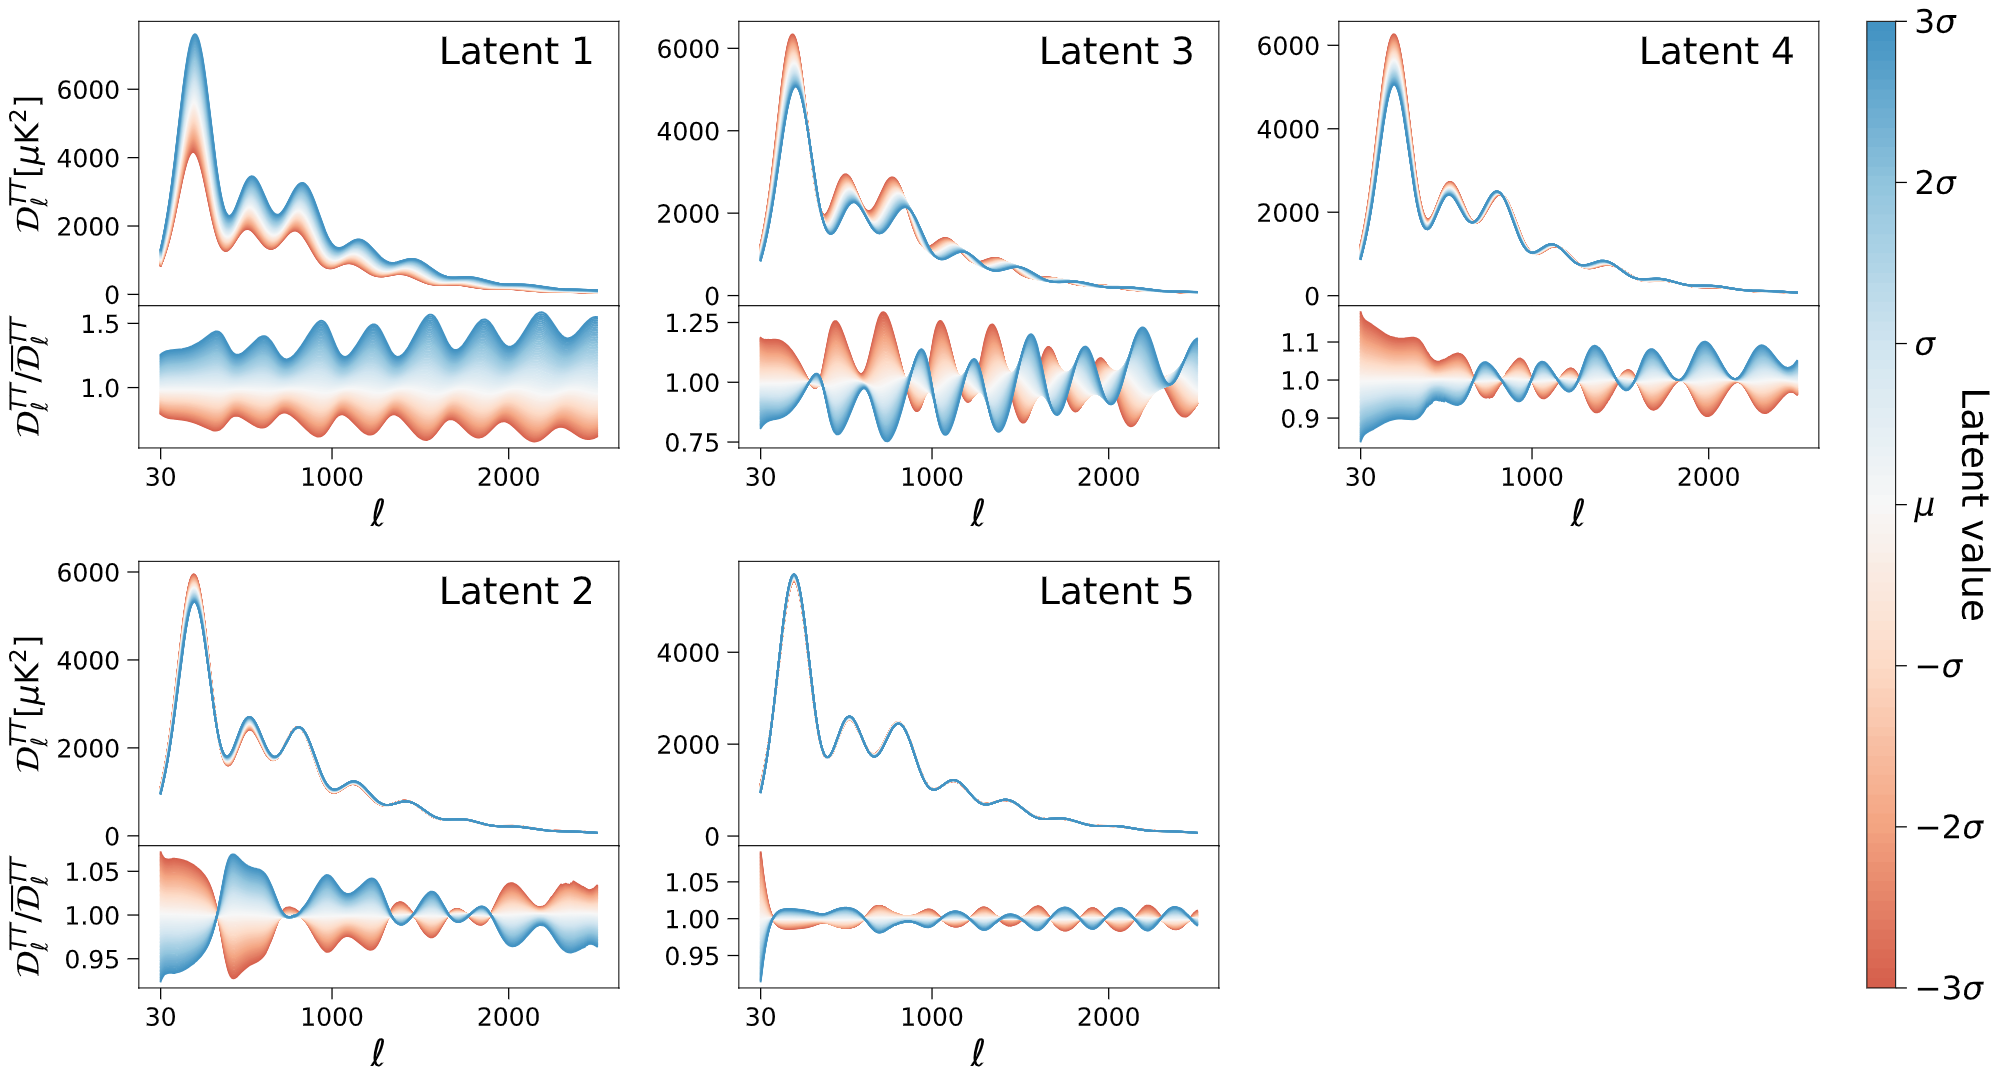 Latent 1
6000
4000
2000
0
𝒟ℓᵀᵀ[μK²]
1.5
1.0
𝒟ℓᵀᵀ/𝒟̅ℓᵀᵀ
30 1000 2000
ℓ
Latent 3
6000
4000
2000
0
1.25
1.00
0.75
30 1000 2000
ℓ
Latent 4
6000
4000
2000
0
1.1
1.0
0.9
30 1000 2000
ℓ
Latent 2
6000
4000
2000
0
𝒟ℓᵀᵀ[μK²]
1.05
1.00
0.95
𝒟ℓᵀᵀ/𝒟̅ℓᵀᵀ
30 1000 2000
ℓ
Latent 5
4000
2000
0
1.05
1.00
0.95
30 1000 2000
ℓ
3σ
2σ
σ
μ
−σ
−2σ
−3σ
Latent value